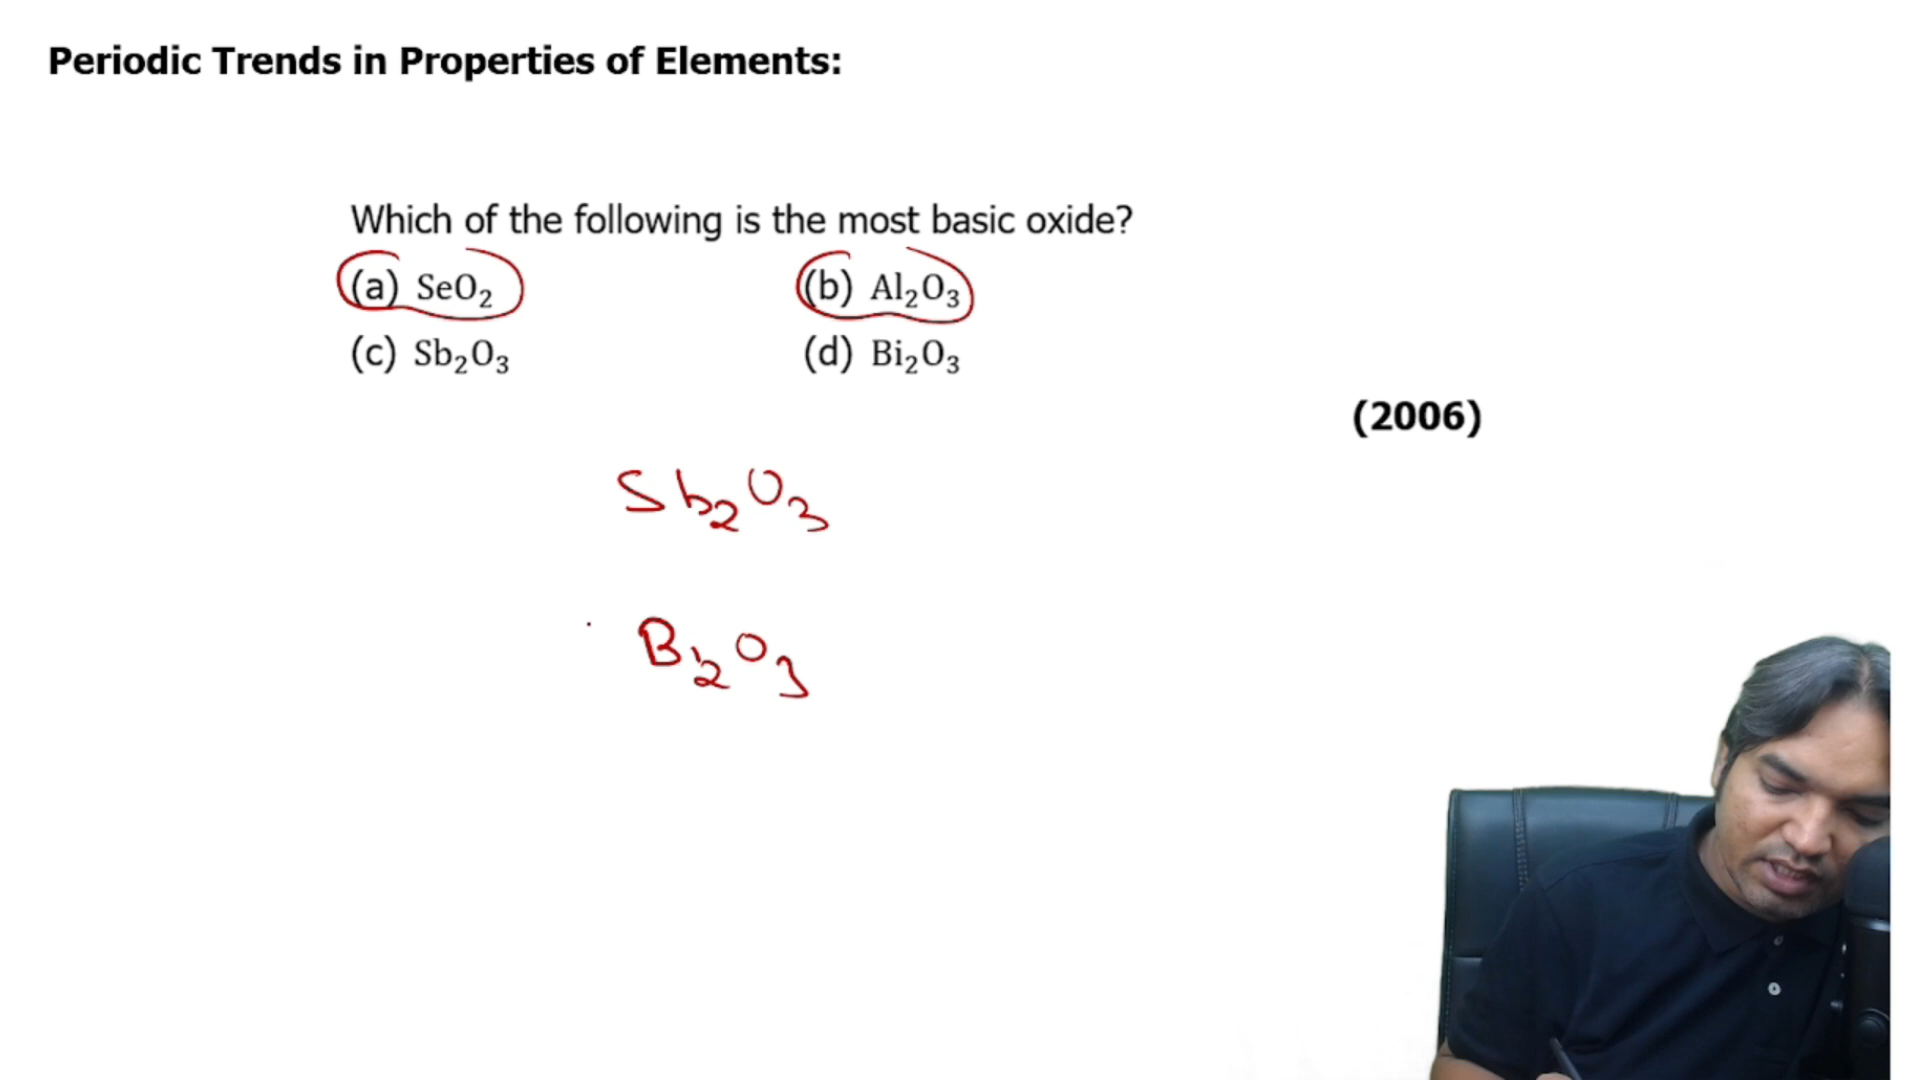 Periodic Trends in Properties of Elements:
Which of the following is the most basic oxide?
(a) SeO₂ (b) Al₂O₃
(c) Sb₂O₃ (d) Bi₂O₃
(2006)
Sb₂O₃
Bi₂O₃